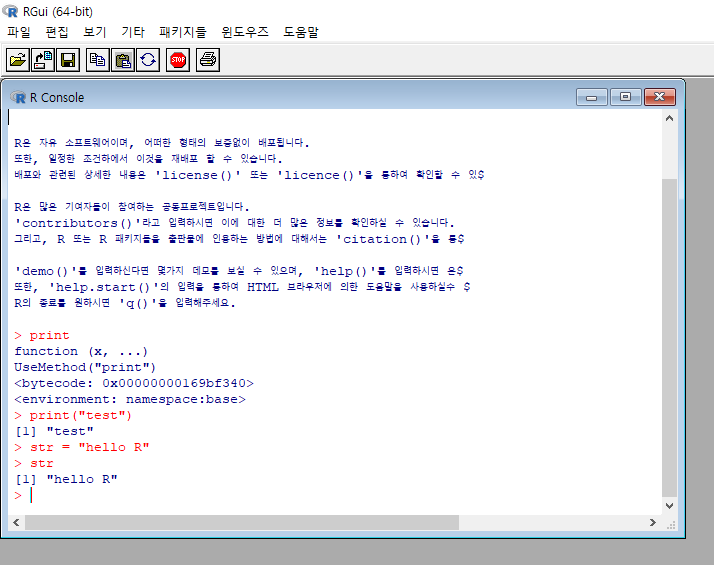 RGui (64-bit)
파일 편집 보기 기타 패키지들 윈도우즈 도움말
STOP
R Console
R은 자유 소프트웨어이며, 어떠한 형태의 보증없이 배포됩니다.
또한, 일정한 조건하에서 이것을 재배포 할 수 있습니다.
배포와 관련된 상세한 내용은 'license()' 또는 'licence()'을 통하여 확인할 수 있$
R은 많은 기여자들이 참여하는 공동프로젝트입니다.
'contributors()'라고 입력하시면 이에 대한 더 많은 정보를 확인하실 수 있습니다.
그리고, R 또는 R 패키지들을 출판물에 인용하는 방법에 대해서는 'citation()'을 통$
'demo()'를 입력하신다면 몇가지 데모를 보실 수 있으며, 'help()'를 입력하시면 온$
또한, 'help.start()'의 입력을 통하여 HTML 브라우저에 의한 도움말을 사용하실수 $
R의 종료를 원하시면 'q()'을 입력해주세요.
> print
function (x, ...)
UseMethod("print")
<bytecode: 0x00000000169bf340>
<environment: namespace:base>
> print("test")
[1] "test"
> str = "hello R"
> str
[1] "hello R"
>